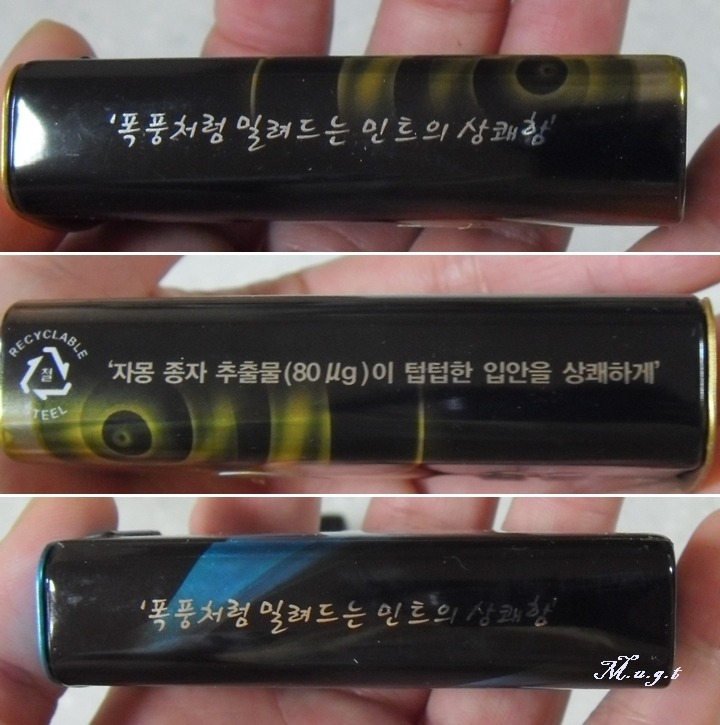 '폭풍처럼 밀려드는 민트의 상쾌함'
RECYCLABLE
철
STEEL
'자몽 종자 추출물(80㎍)이 텁텁한 입안을 상쾌하게'
'폭풍처럼 밀려드는 민트의 상쾌함'
M.u.g.t